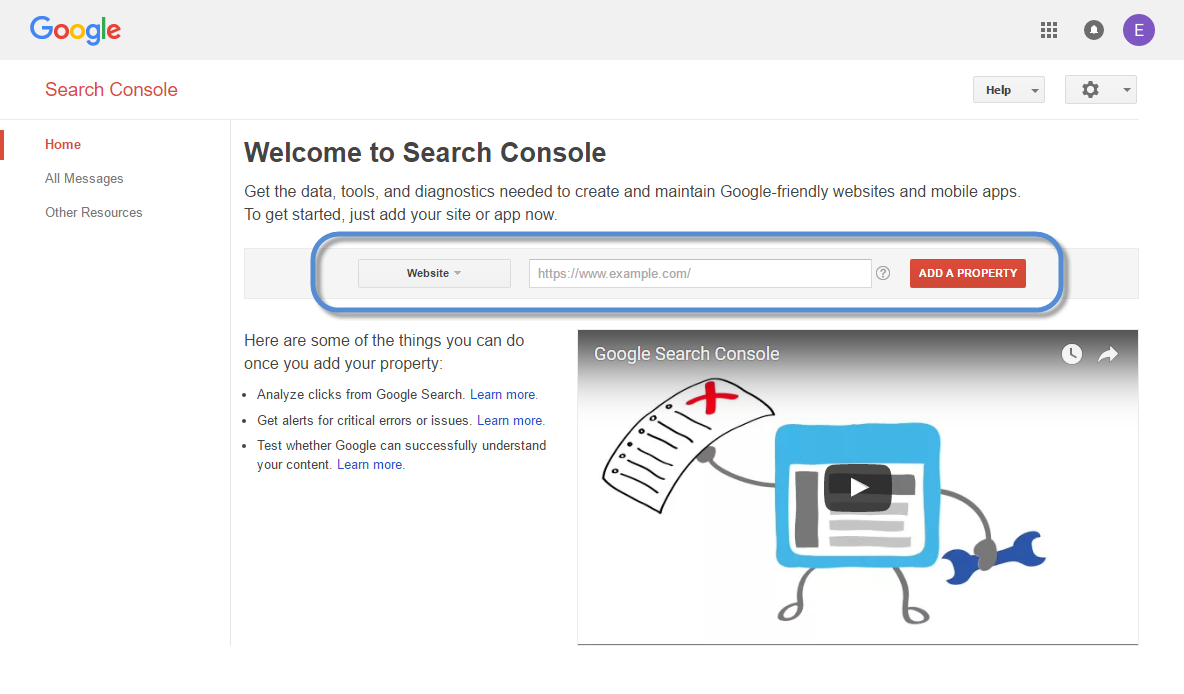 Google
E
Search Console
Help
Home
All Messages
Other Resources
Welcome to Search Console
Get the data, tools, and diagnostics needed to create and maintain Google-friendly websites and mobile apps.
To get started, just add your site or app now.
Website
https://www.example.com/
?
ADD A PROPERTY
Here are some of the things you can do
once you add your property:
Analyze clicks from Google Search. Learn more.
Get alerts for critical errors or issues. Learn more.
Test whether Google can successfully understand
your content. Learn more.
Google Search Console